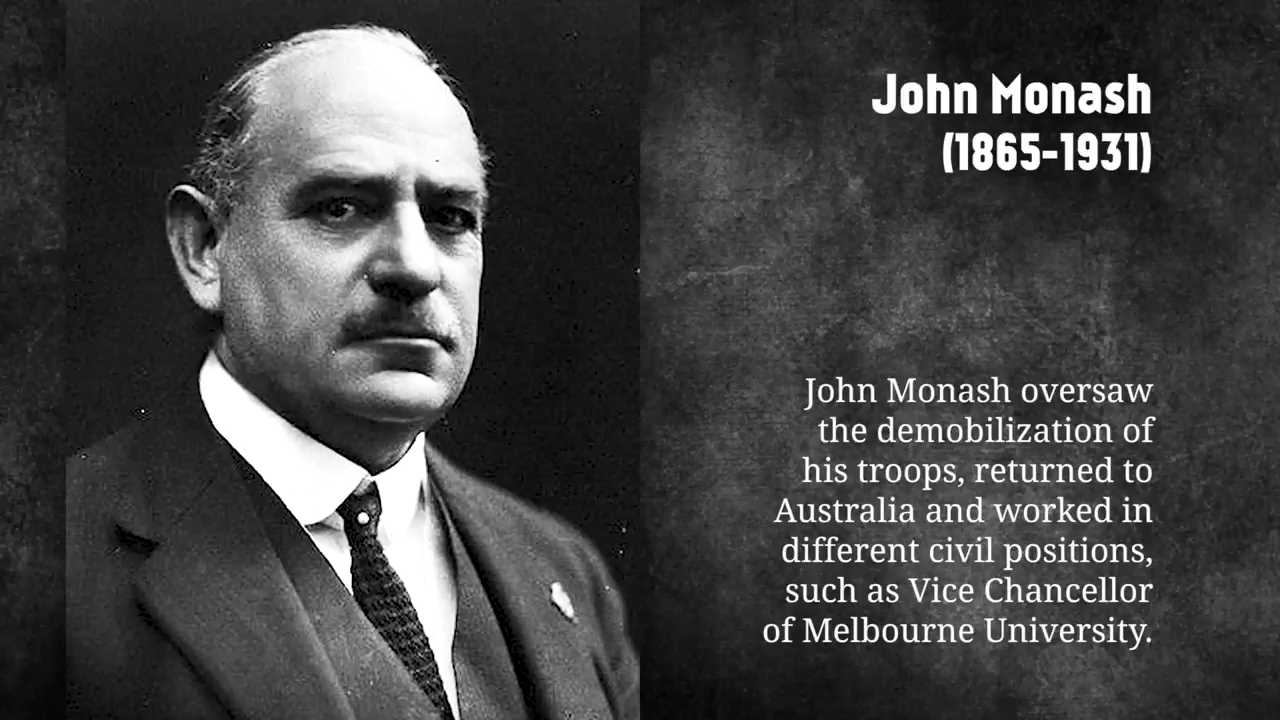 John Monash
(1865-1931)
John Monash oversaw
the demobilization of
his troops, returned to
Australia and worked in
different civil positions,
such as Vice Chancellor
of Melbourne University.